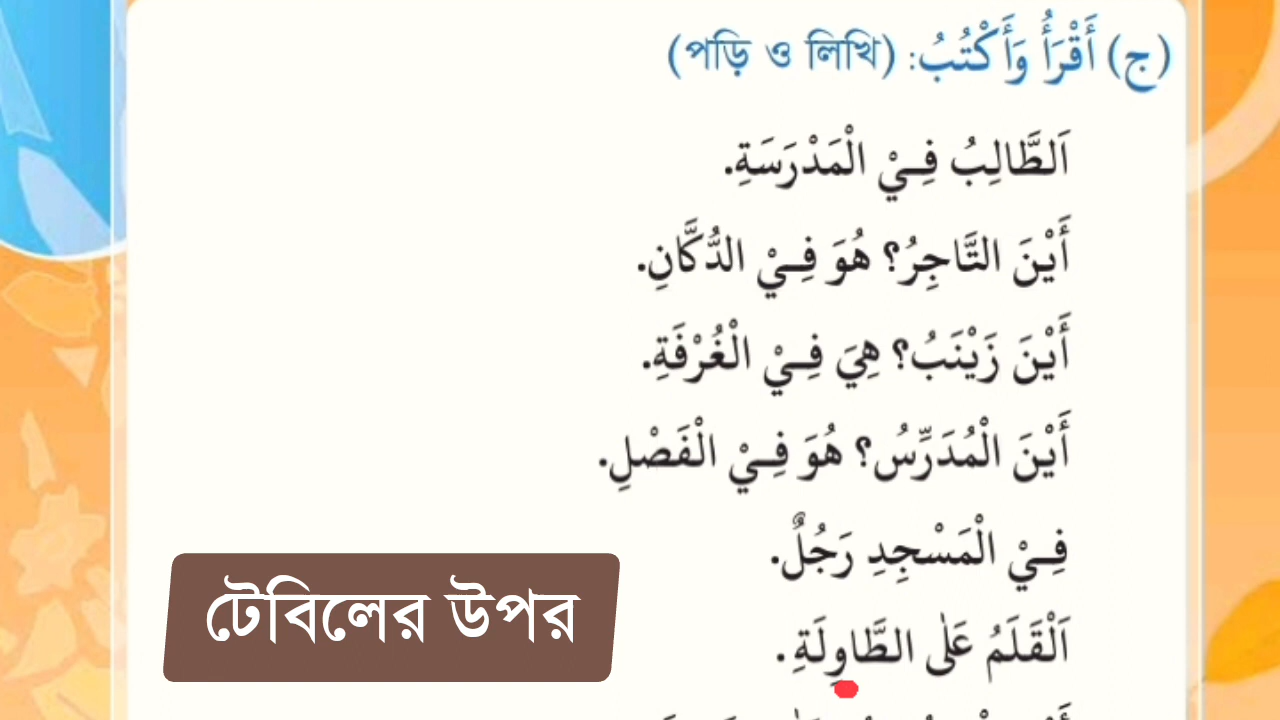 (ج) أَقْرَأُ وَأَكْتُبُ: (পড়ি ও লিখি)
اَلطَّالِبُ فِيْ الْمَدْرَسَةِ.
أَيْنَ التَّاجِرُ؟ هُوَ فِيْ الدُّكَّانِ.
أَيْنَ زَيْنَبُ؟ هِيَ فِيْ الْغُرْفَةِ.
أَيْنَ الْمُدَرِّسُ؟ هُوَ فِيْ الْفَصْلِ.
فِيْ الْمَسْجِدِ رَجُلٌ.
اَلْقَلَمُ عَلٰى الطَّاوِلَةِ.
টেবিলের উপর